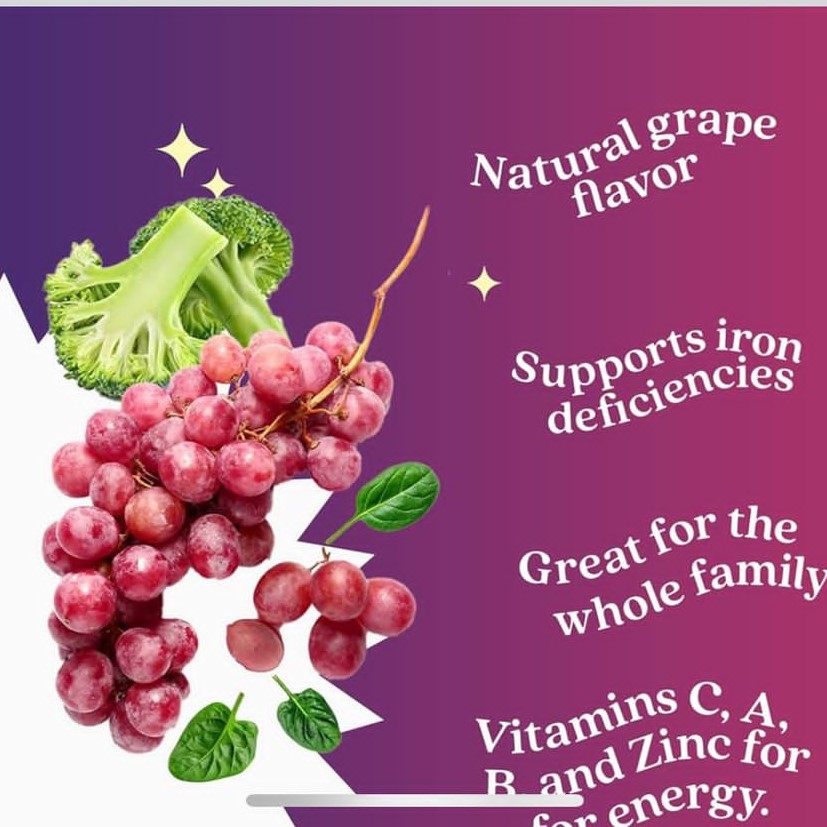 Natural grape
flavor
Supports iron
deficiencies
Great for the
whole family
Vitamins C, A,
B, and Zinc for
for energy.